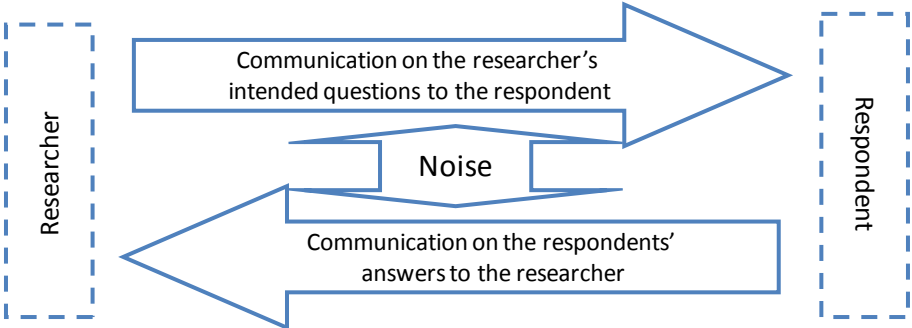 Researcher
Communication on the researcher's
intended questions to the respondent
Noise
Communication on the respondents'
answers to the researcher
Respondent